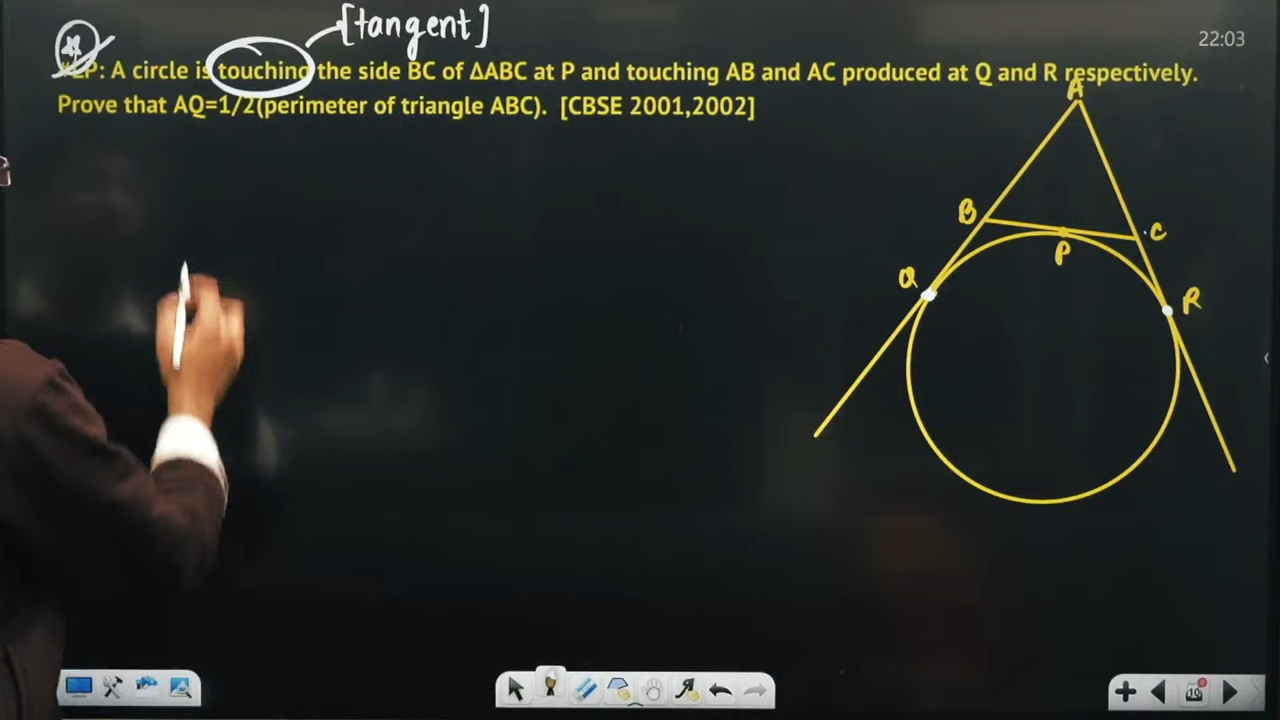 [tangent]
22:03
: A circle is touching the side BC of ΔABC at P and touching AB and AC produced at Q and R respectively.
Prove that AQ=1/2(perimeter of triangle ABC). [CBSE 2001,2002]
A
B
C
P
Q
R
10